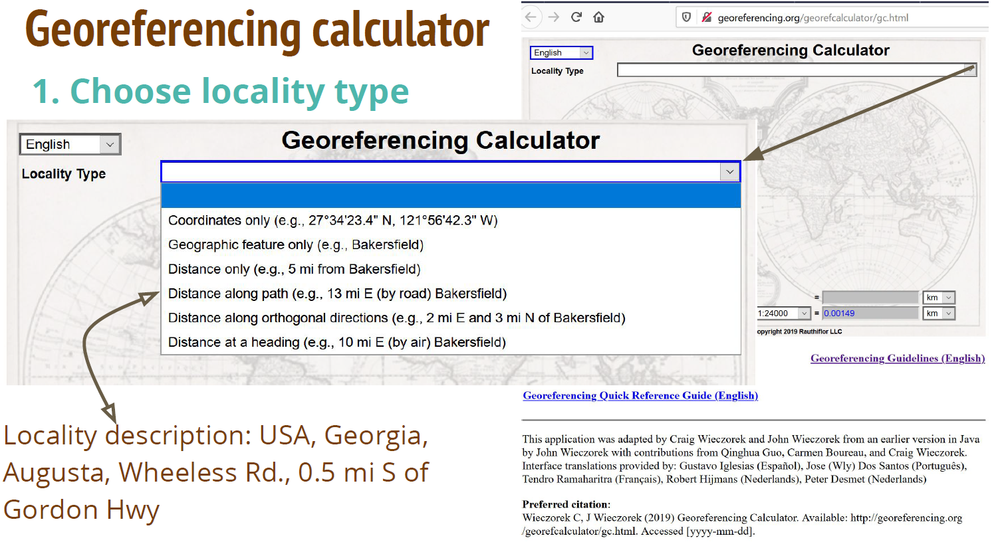 Georeferencing calculator
1. Choose locality type
georeferencing.org/georefcalculator/gc.html
English
Georeferencing Calculator
Locality Type
English
Georeferencing Calculator
Locality Type
Coordinates only (e.g., 27°34'23.4" N, 121°56'42.3" W)
Geographic feature only (e.g., Bakersfield)
Distance only (e.g., 5 mi from Bakersfield)
Distance along path (e.g., 13 mi E (by road) Bakersfield)
Distance along orthogonal directions (e.g., 2 mi E and 3 mi N of Bakersfield)
Distance at a heading (e.g., 10 mi E (by air) Bakersfield)
= km
1:24000 = 0.00149 km
opyright 2019 Rauthiflor LLC
Georeferencing Guidelines (English)
Georeferencing Quick Reference Guide (English)
Locality description: USA, Georgia,
Augusta, Wheeless Rd., 0.5 mi S of
Gordon Hwy
This application was adapted by Craig Wieczorek and John Wieczorek from an earlier version in Java
by John Wieczorek with contributions from Qinghua Guo, Carmen Boureau, and Craig Wieczorek.
Interface translations provided by: Gustavo Iglesias (Español), Jose (Wly) Dos Santos (Português),
Tendro Ramaharitra (Français), Robert Hijmans (Nederlands), Peter Desmet (Nederlands)
Preferred citation:
Wieczorek C, J Wieczorek (2019) Georeferencing Calculator. Available: http://georeferencing.org
/georefcalculator/gc.html. Accessed [yyyy-mm-dd].